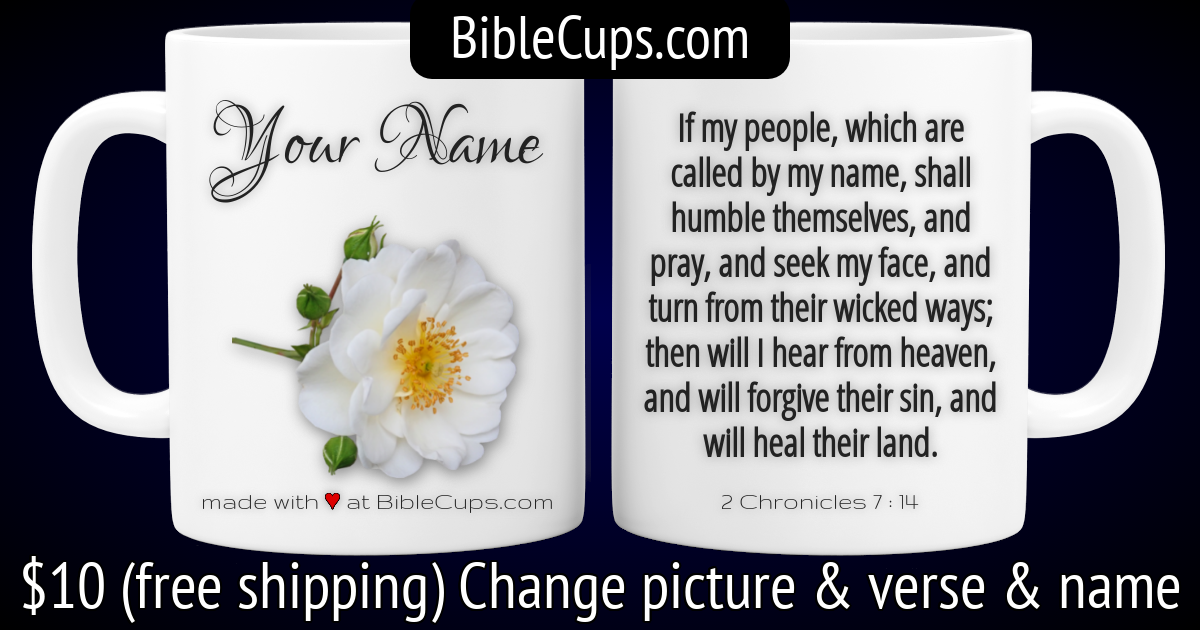 BibleCups.com
Your Name
made with ♥ at BibleCups.com
If my people, which are
called by my name, shall
humble themselves, and
pray, and seek my face, and
turn from their wicked ways;
then will I hear from heaven,
and will forgive their sin, and
will heal their land.
2 Chronicles 7 : 14
$10 (free shipping) Change picture & verse & name